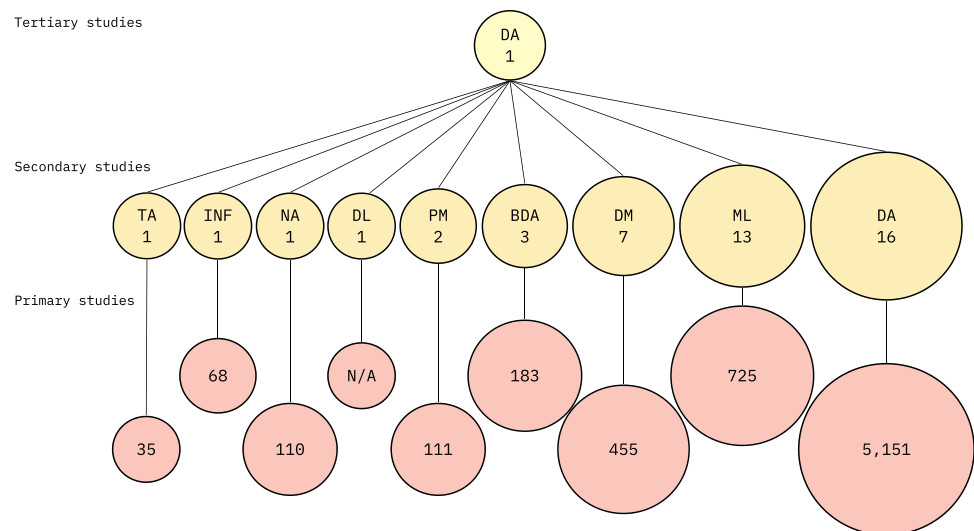 Tertiary studies
DA
1
Secondary studies
TA
1
INF
1
NA
1
DL
1
PM
2
BDA
3
DM
7
ML
13
DA
16
Primary studies
68
N/A
183
725
35
110
111
455
5,151